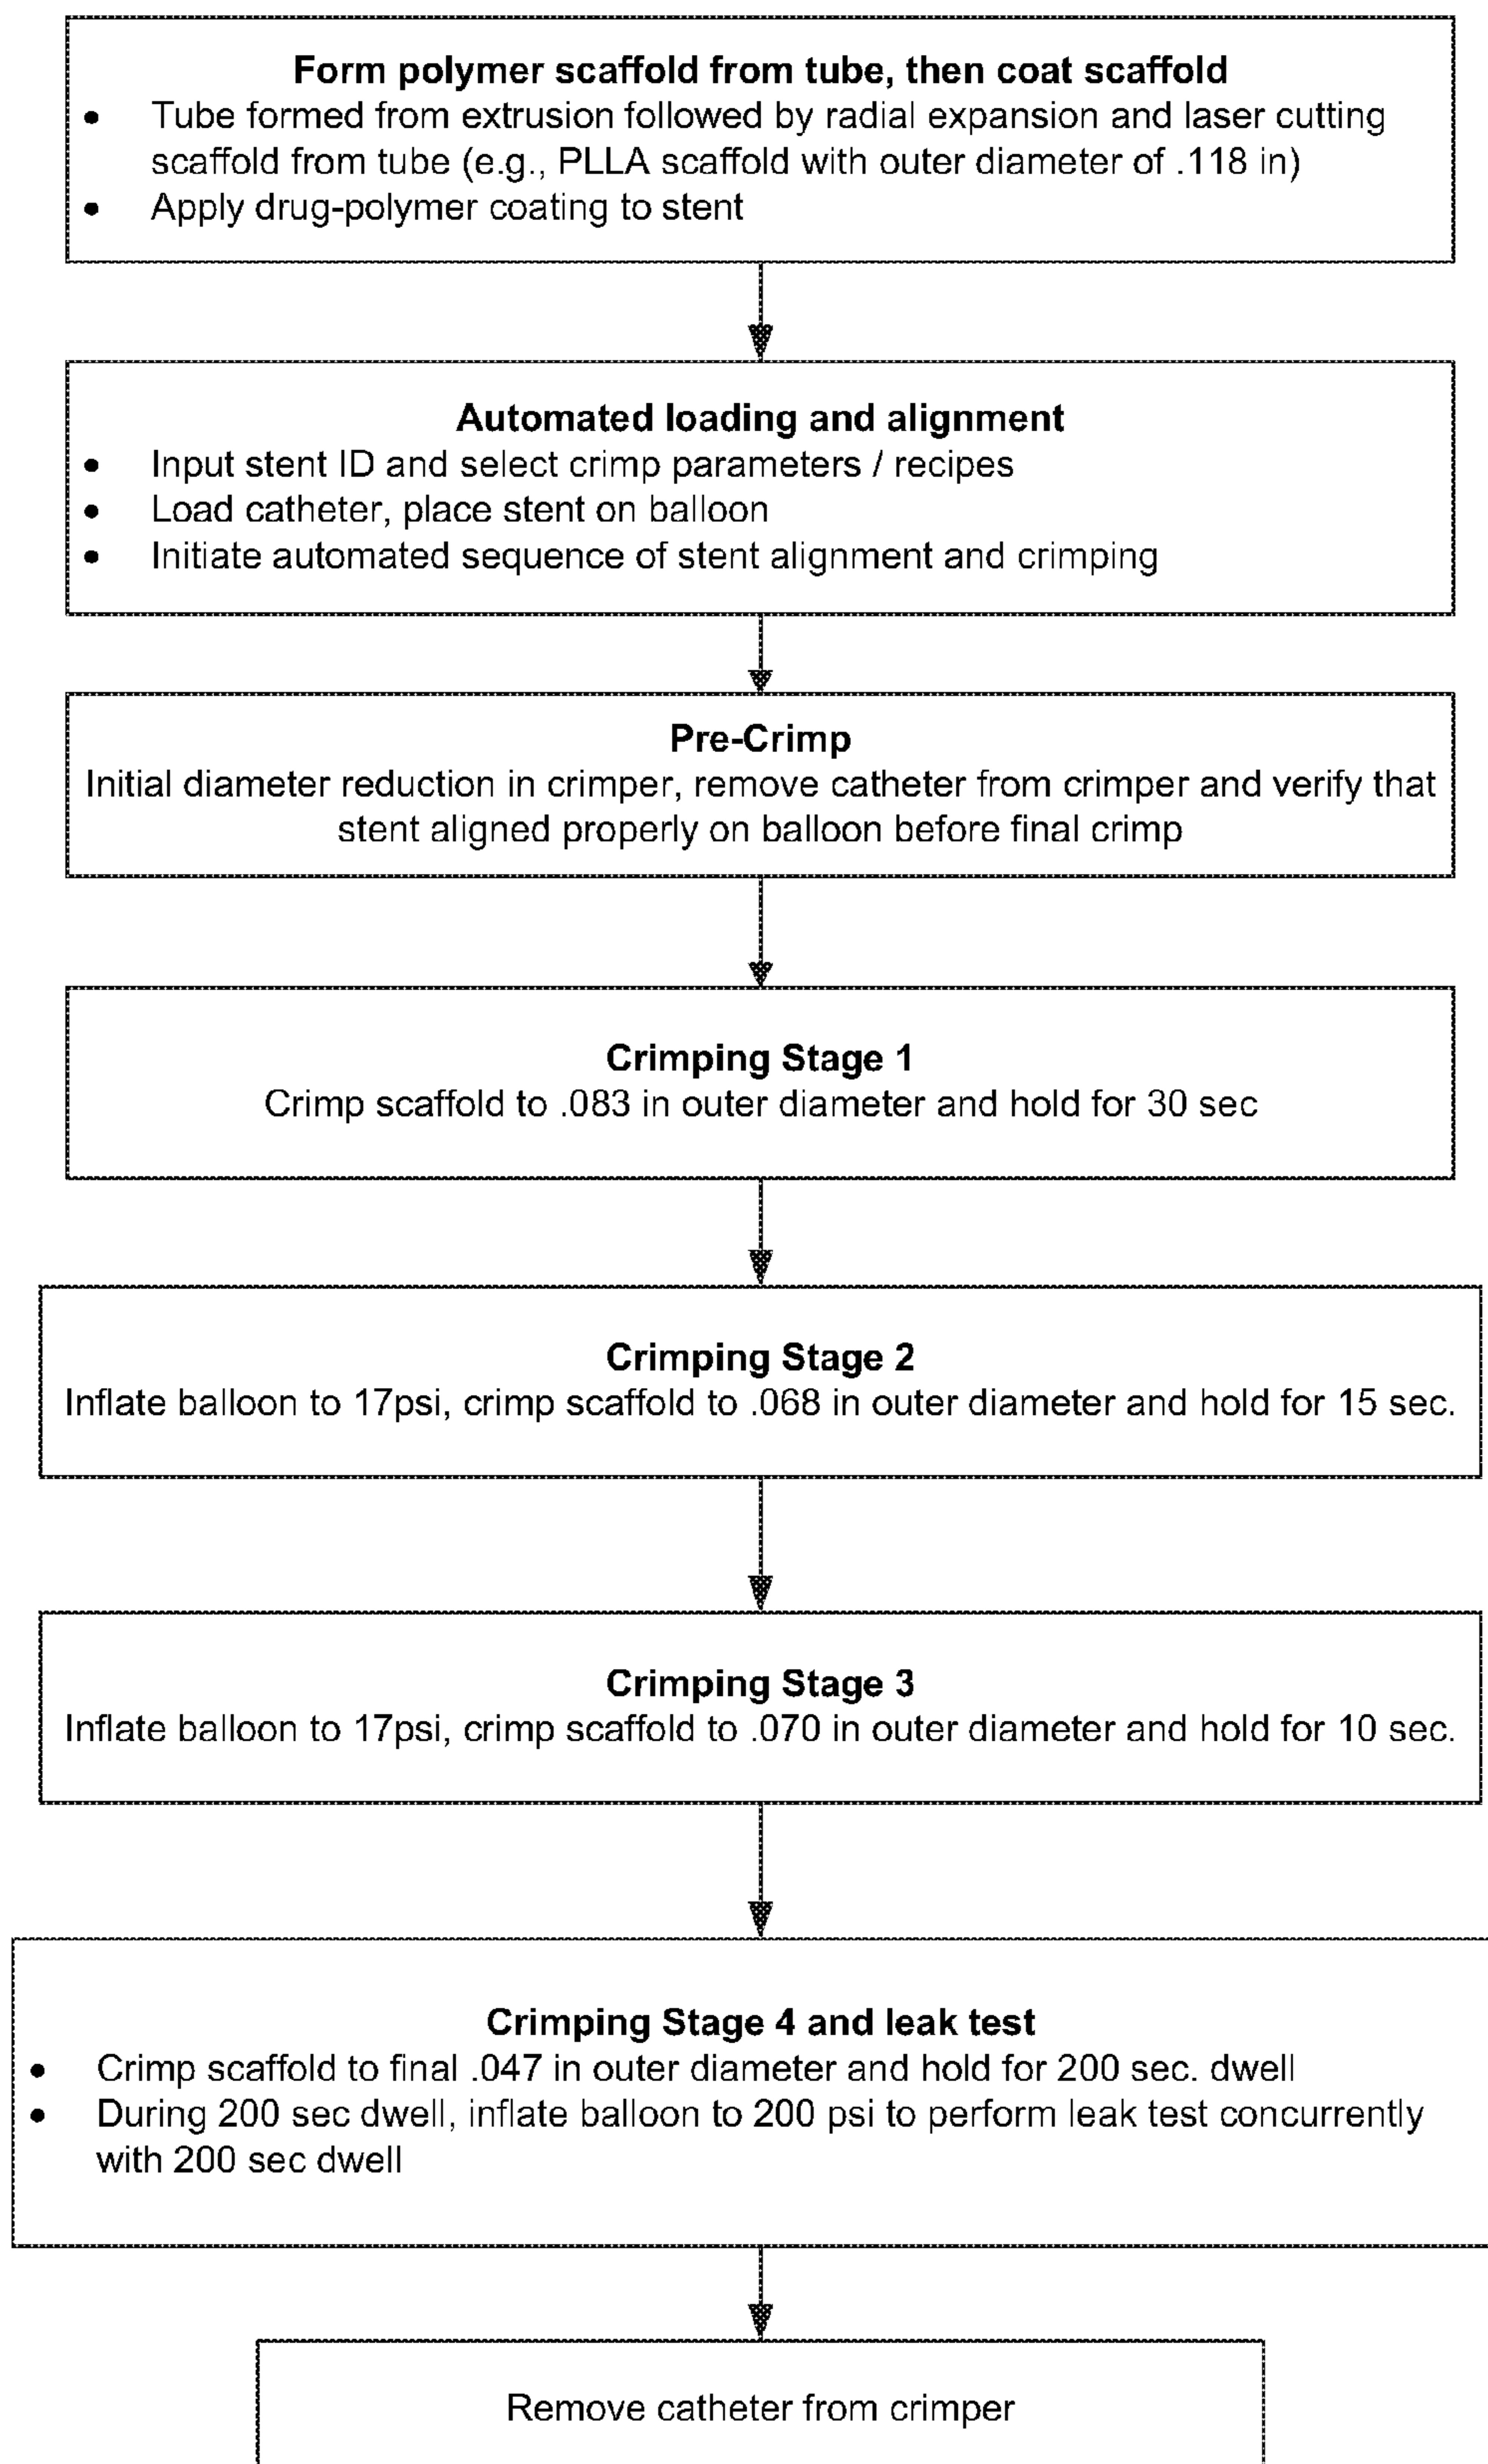 Form polymer scaffold from tube, then coat scaffold
• Tube formed from extrusion followed by radial expansion and laser cutting
scaffold from tube (e.g., PLLA scaffold with outer diameter of .118 in)
• Apply drug-polymer coating to stent
Automated loading and alignment
• Input stent ID and select crimp parameters / recipes
• Load catheter, place stent on balloon
• Initiate automated sequence of stent alignment and crimping
Pre-Crimp
Initial diameter reduction in crimper, remove catheter from crimper and verify that
stent aligned properly on balloon before final crimp
Crimping Stage 1
Crimp scaffold to .083 in outer diameter and hold for 30 sec
Crimping Stage 2
Inflate balloon to 17psi, crimp scaffold to .068 in outer diameter and hold for 15 sec.
Crimping Stage 3
Inflate balloon to 17psi, crimp scaffold to .070 in outer diameter and hold for 10 sec.
Crimping Stage 4 and leak test
• Crimp scaffold to final .047 in outer diameter and hold for 200 sec. dwell
• During 200 sec dwell, inflate balloon to 200 psi to perform leak test concurrently
with 200 sec dwell
Remove catheter from crimper